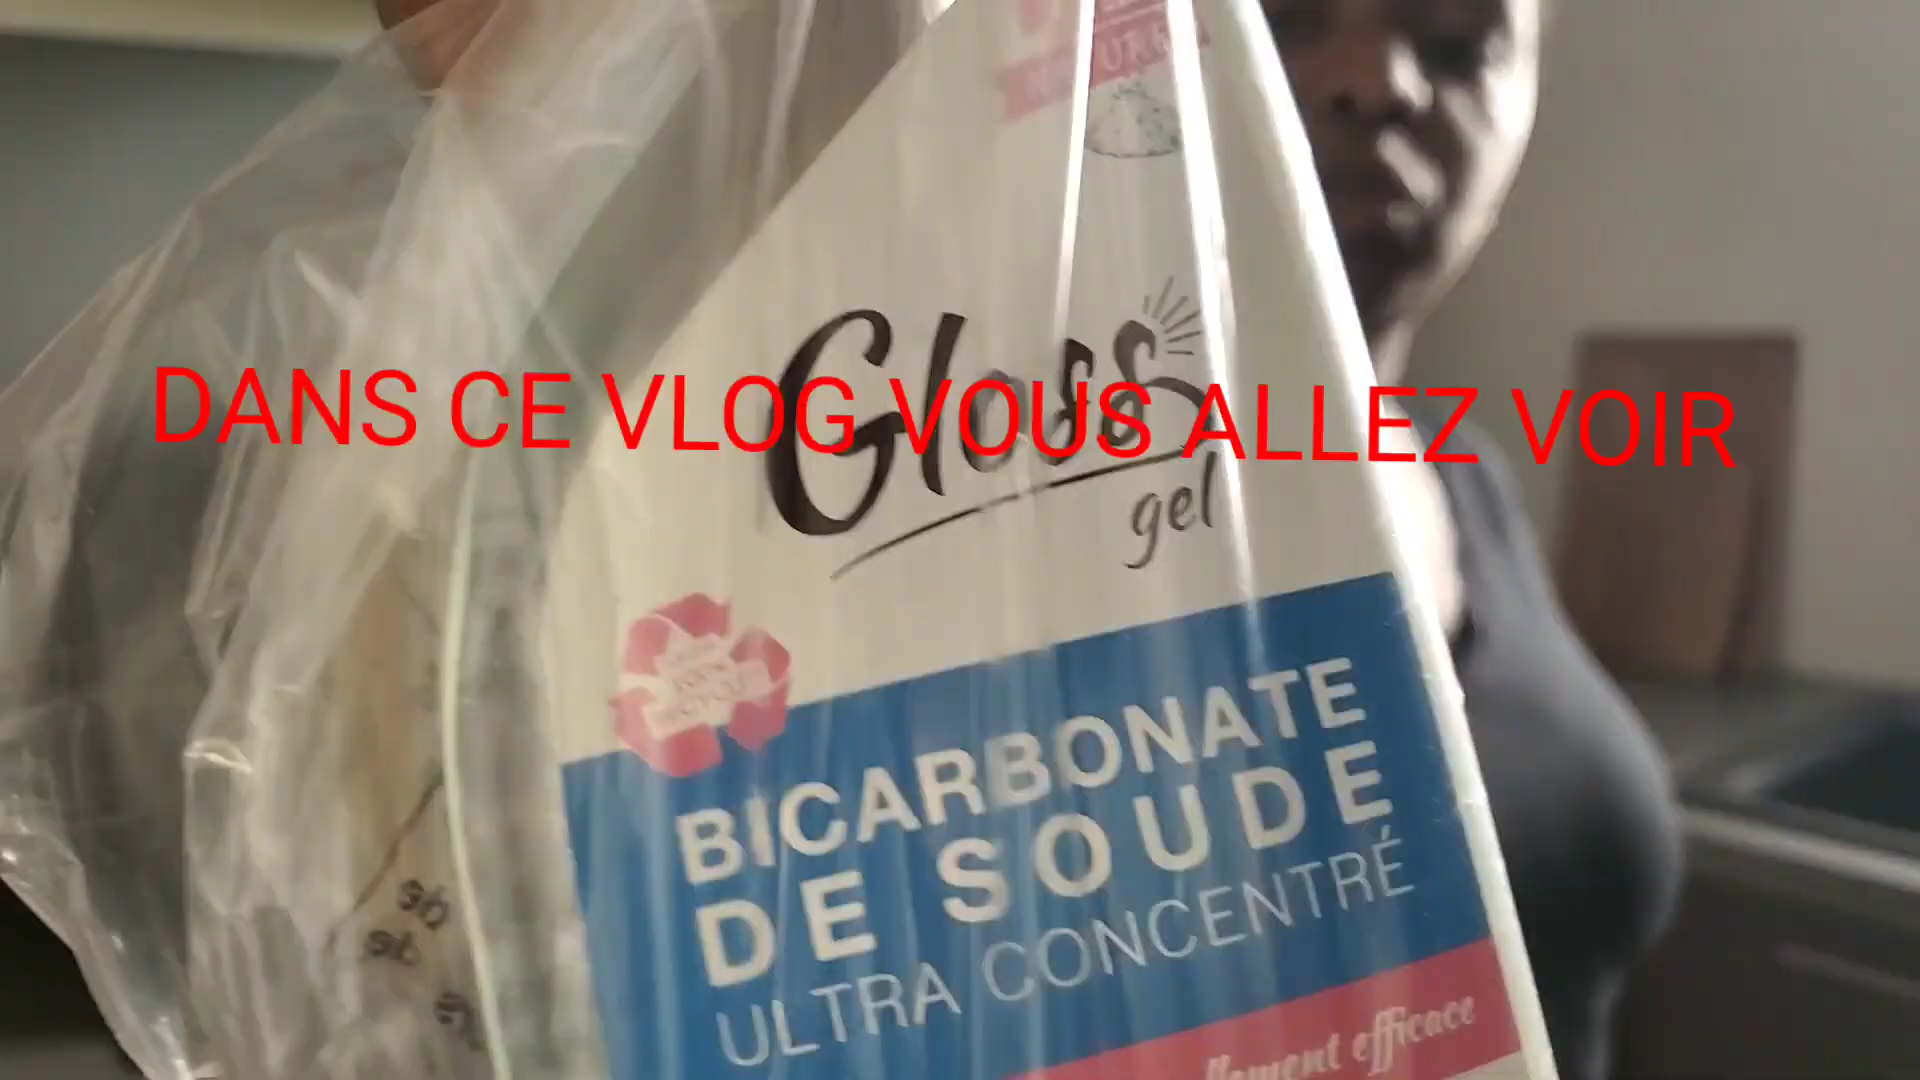 DANS CE VLOG VOUS ALLEZ VOIR
Gloss
gel
BICARBONATE
DE SOUDE
ULTRA CONCENTRÉ
efficace